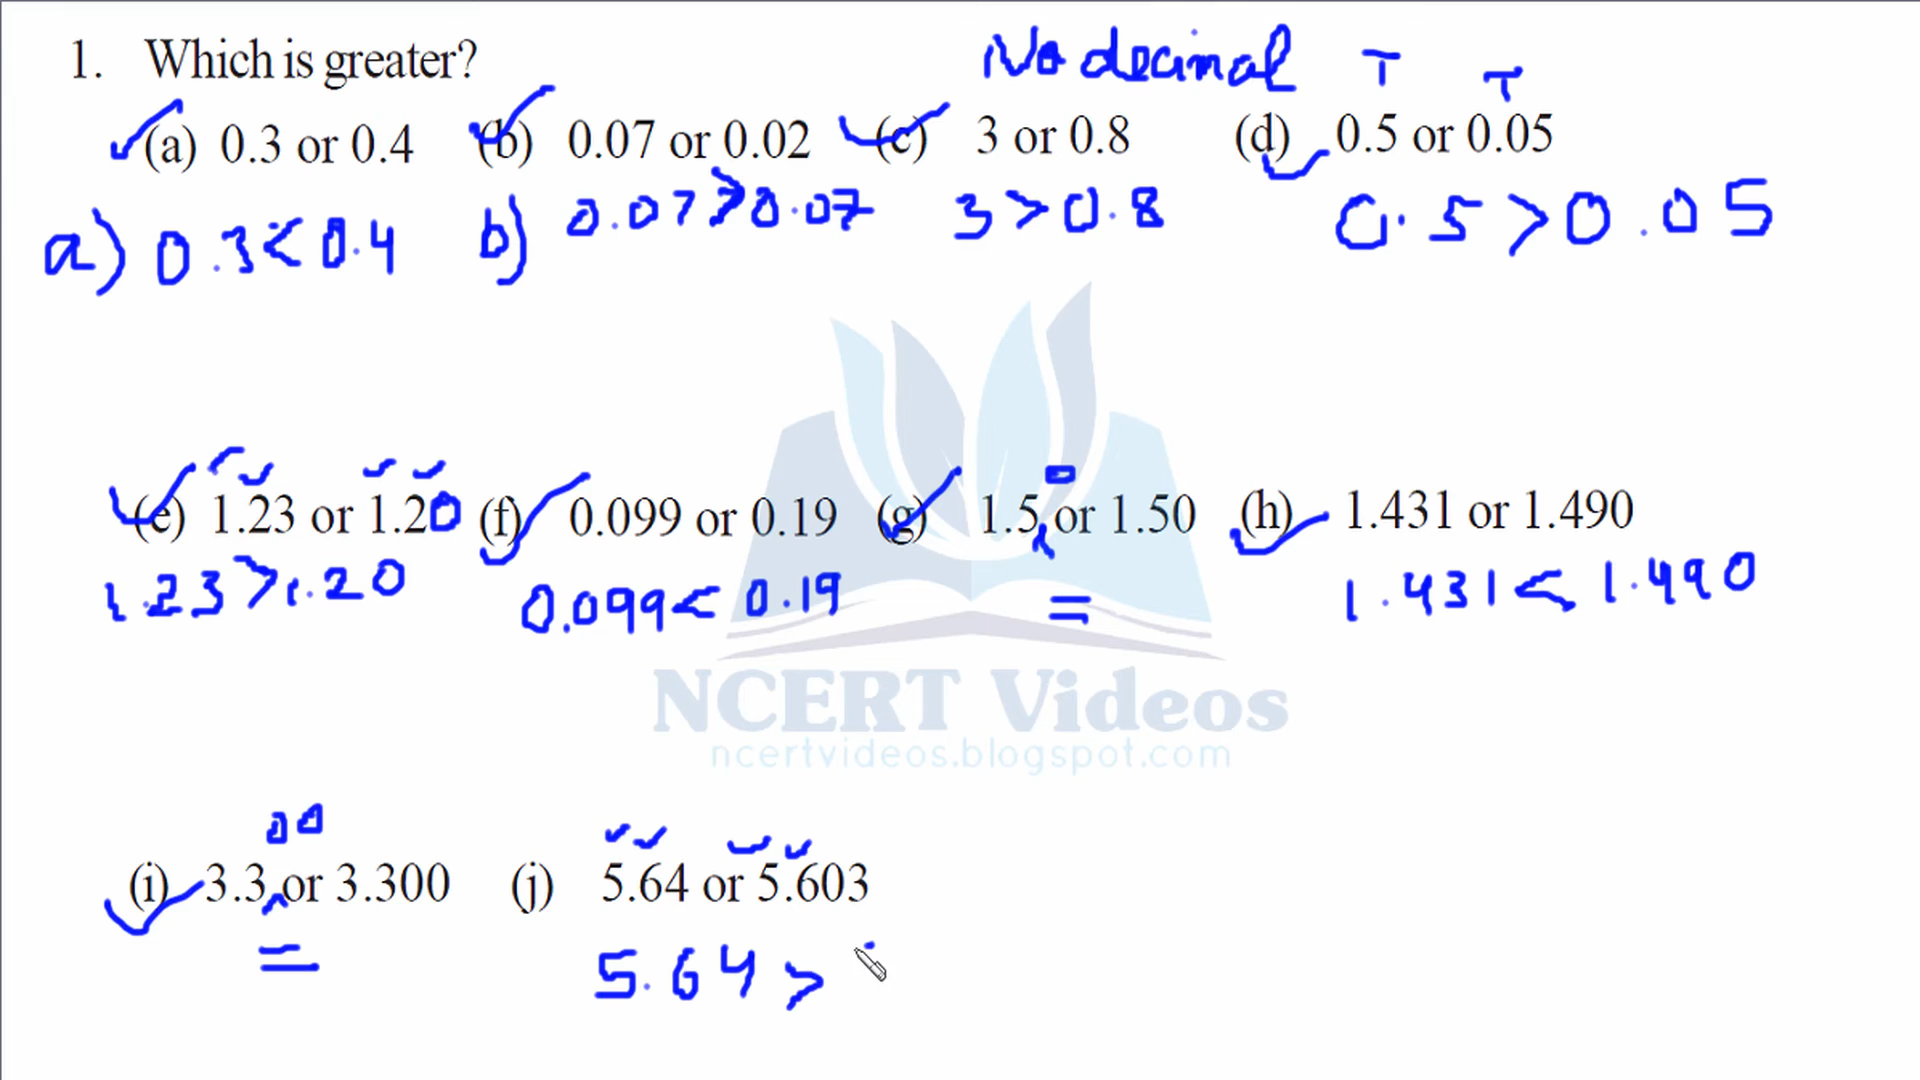 1. Which is greater?
No decimal T T
(a) 0.3 or 0.4 (b) 0.07 or 0.02 (c) 3 or 0.8 (d) 0.5 or 0.05
a) 0.3 < 0.4 b) 0.07 > 0.07 3 > 0.8 0.5 > 0.05
(e) 1.23 or 1.20 (f) 0.099 or 0.19 (g) 1.5 0 or 1.50 (h) 1.431 or 1.490
1.23 > 1.20 0.099 < 0.19 = 1.431 < 1.490
NCERT Videos
ncertvideos.blogspot.com
00
(i) 3.3 or 3.300 (j) 5.64 or 5.603
= 5.64 >